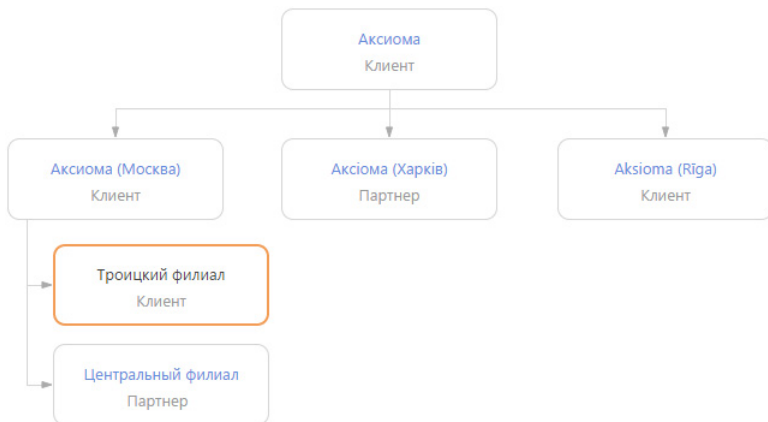 Аксиома
Клиент
Аксиома (Москва)
Клиент
Аксіома (Харків)
Партнер
Aksioma (Rīga)
Клиент
Троицкий филиал
Клиент
Центральный филиал
Партнер